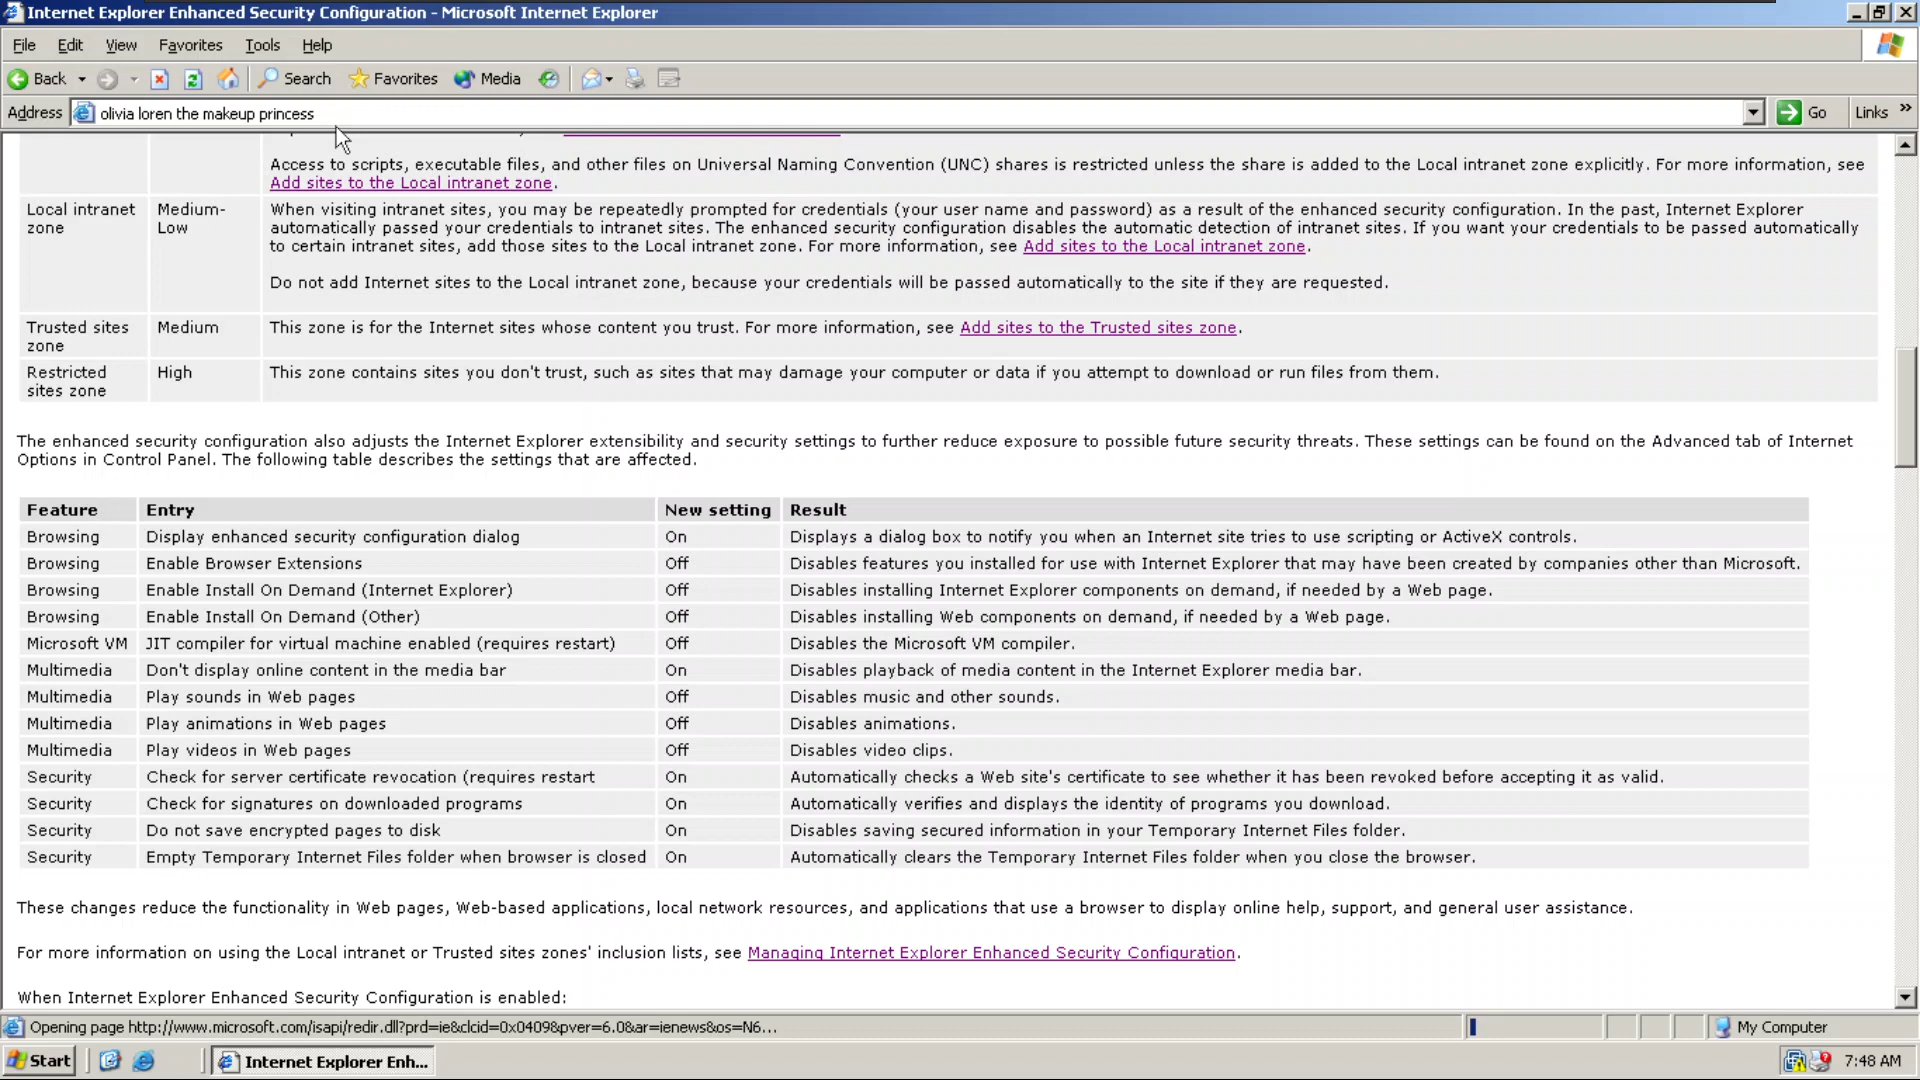 Internet Explorer Enhanced Security Configuration - Microsoft Internet Explorer
File Edit View Favorites Tools Help
Back Search Favorites Media
Address olivia loren the makeup princess Go Links »
Access to scripts, executable files, and other files on Universal Naming Convention (UNC) shares is restricted unless the share is added to the Local intranet zone explicitly. For more information, see
Add sites to the Local intranet zone.
Local intranet zone
Medium-Low
When visiting intranet sites, you may be repeatedly prompted for credentials (your user name and password) as a result of the enhanced security configuration. In the past, Internet Explorer
automatically passed your credentials to intranet sites. The enhanced security configuration disables the automatic detection of intranet sites. If you want your credentials to be passed automatically
to certain intranet sites, add those sites to the Local intranet zone. For more information, see Add sites to the Local intranet zone.
Do not add Internet sites to the Local intranet zone, because your credentials will be passed automatically to the site if they are requested.
Trusted sites zone
Medium
This zone is for the Internet sites whose content you trust. For more information, see Add sites to the Trusted sites zone.
Restricted sites zone
High
This zone contains sites you don't trust, such as sites that may damage your computer or data if you attempt to download or run files from them.
The enhanced security configuration also adjusts the Internet Explorer extensibility and security settings to further reduce exposure to possible future security threats. These settings can be found on the Advanced tab of Internet
Options in Control Panel. The following table describes the settings that are affected.
Feature Entry New setting Result
Browsing Display enhanced security configuration dialog On Displays a dialog box to notify you when an Internet site tries to use scripting or ActiveX controls.
Browsing Enable Browser Extensions Off Disables features you installed for use with Internet Explorer that may have been created by companies other than Microsoft.
Browsing Enable Install On Demand (Internet Explorer) Off Disables installing Internet Explorer components on demand, if needed by a Web page.
Browsing Enable Install On Demand (Other) Off Disables installing Web components on demand, if needed by a Web page.
Microsoft VM JIT compiler for virtual machine enabled (requires restart) Off Disables the Microsoft VM compiler.
Multimedia Don't display online content in the media bar On Disables playback of media content in the Internet Explorer media bar.
Multimedia Play sounds in Web pages Off Disables music and other sounds.
Multimedia Play animations in Web pages Off Disables animations.
Multimedia Play videos in Web pages Off Disables video clips.
Security Check for server certificate revocation (requires restart On Automatically checks a Web site's certificate to see whether it has been revoked before accepting it as valid.
Security Check for signatures on downloaded programs On Automatically verifies and displays the identity of programs you download.
Security Do not save encrypted pages to disk On Disables saving secured information in your Temporary Internet Files folder.
Security Empty Temporary Internet Files folder when browser is closed On Automatically clears the Temporary Internet Files folder when you close the browser.
These changes reduce the functionality in Web pages, Web-based applications, local network resources, and applications that use a browser to display online help, support, and general user assistance.
For more information on using the Local intranet or Trusted sites zones' inclusion lists, see Managing Internet Explorer Enhanced Security Configuration.
When Internet Explorer Enhanced Security Configuration is enabled:
Opening page http://www.microsoft.com/isapi/redir.dll?prd=ie&clcid=0x0409&pver=6.0&ar=ienews&os=N6... My Computer
Start Internet Explorer Enh... 7:48 AM